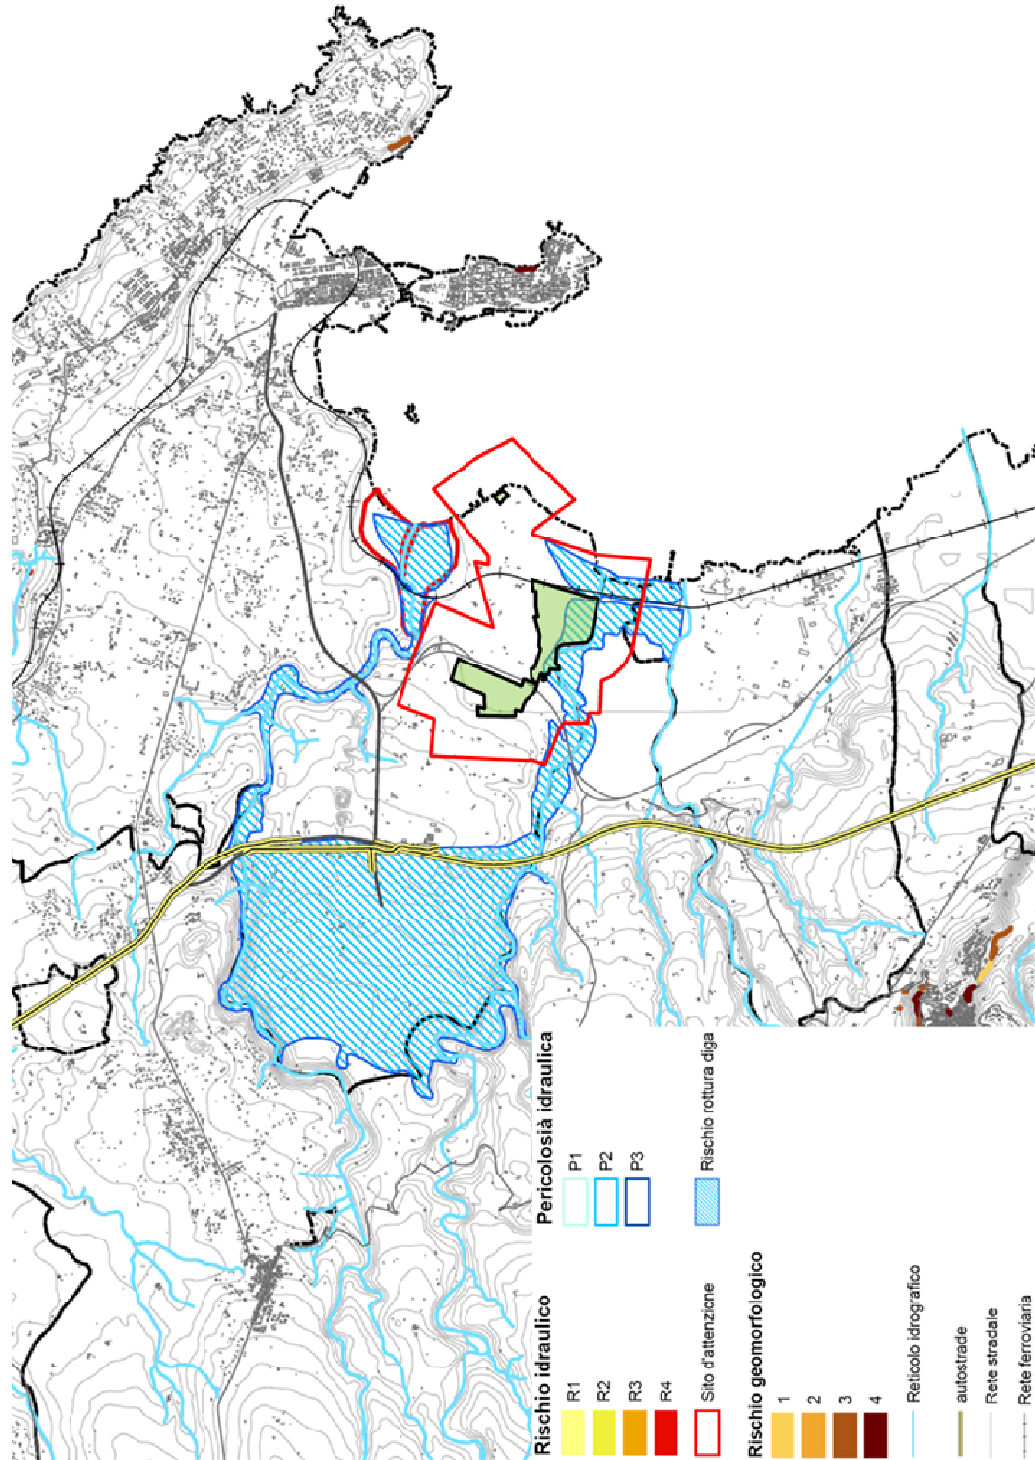 Rischio idraulico
R1
R2
R3
R4
Sito d'attenzione
Rischio geomorfologico
1
2
3
4
Reticolo idrografico
autostrade
Rete stradale
Rete ferroviaria
Pericolosià idraulica
P1
P2
P3
Rischio rottura diga